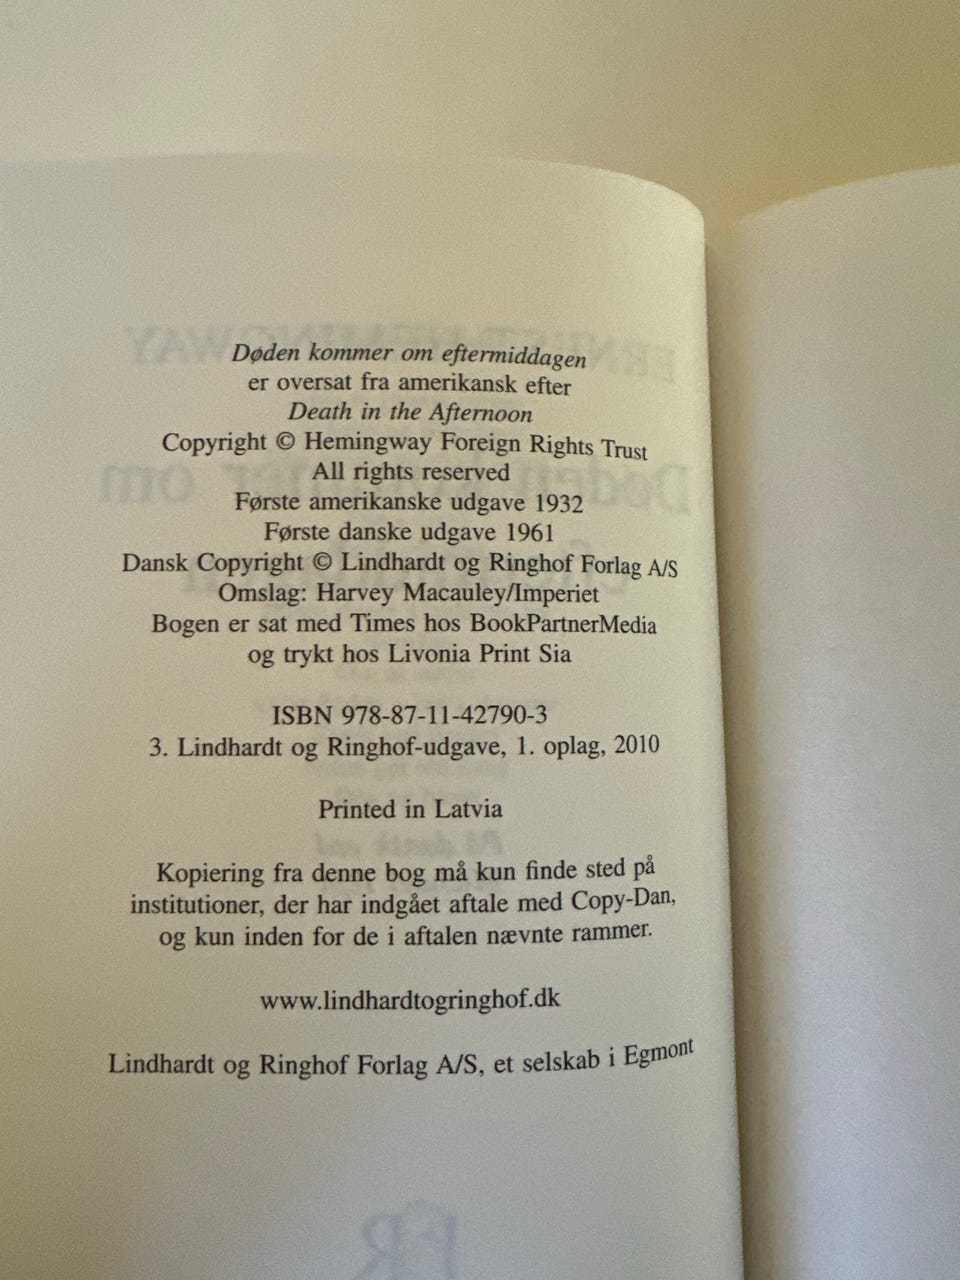 Døden kommer om eftermiddagen
er oversat fra amerikansk efter
Death in the Afternoon
Copyright © Hemingway Foreign Rights Trust
All rights reserved
Første amerikanske udgave 1932
Første danske udgave 1961
Dansk Copyright © Lindhardt og Ringhof Forlag A/S
Omslag: Harvey Macauley/Imperiet
Bogen er sat med Times hos BookPartnerMedia
og trykt hos Livonia Print Sia
ISBN 978-87-11-42790-3
3. Lindhardt og Ringhof-udgave, 1. oplag, 2010
Printed in Latvia
Kopiering fra denne bog må kun finde sted på
institutioner, der har indgået aftale med Copy-Dan,
og kun inden for de i aftalen nævnte rammer.
www.lindhardtogringhof.dk
Lindhardt og Ringhof Forlag A/S, et selskab i Egmont